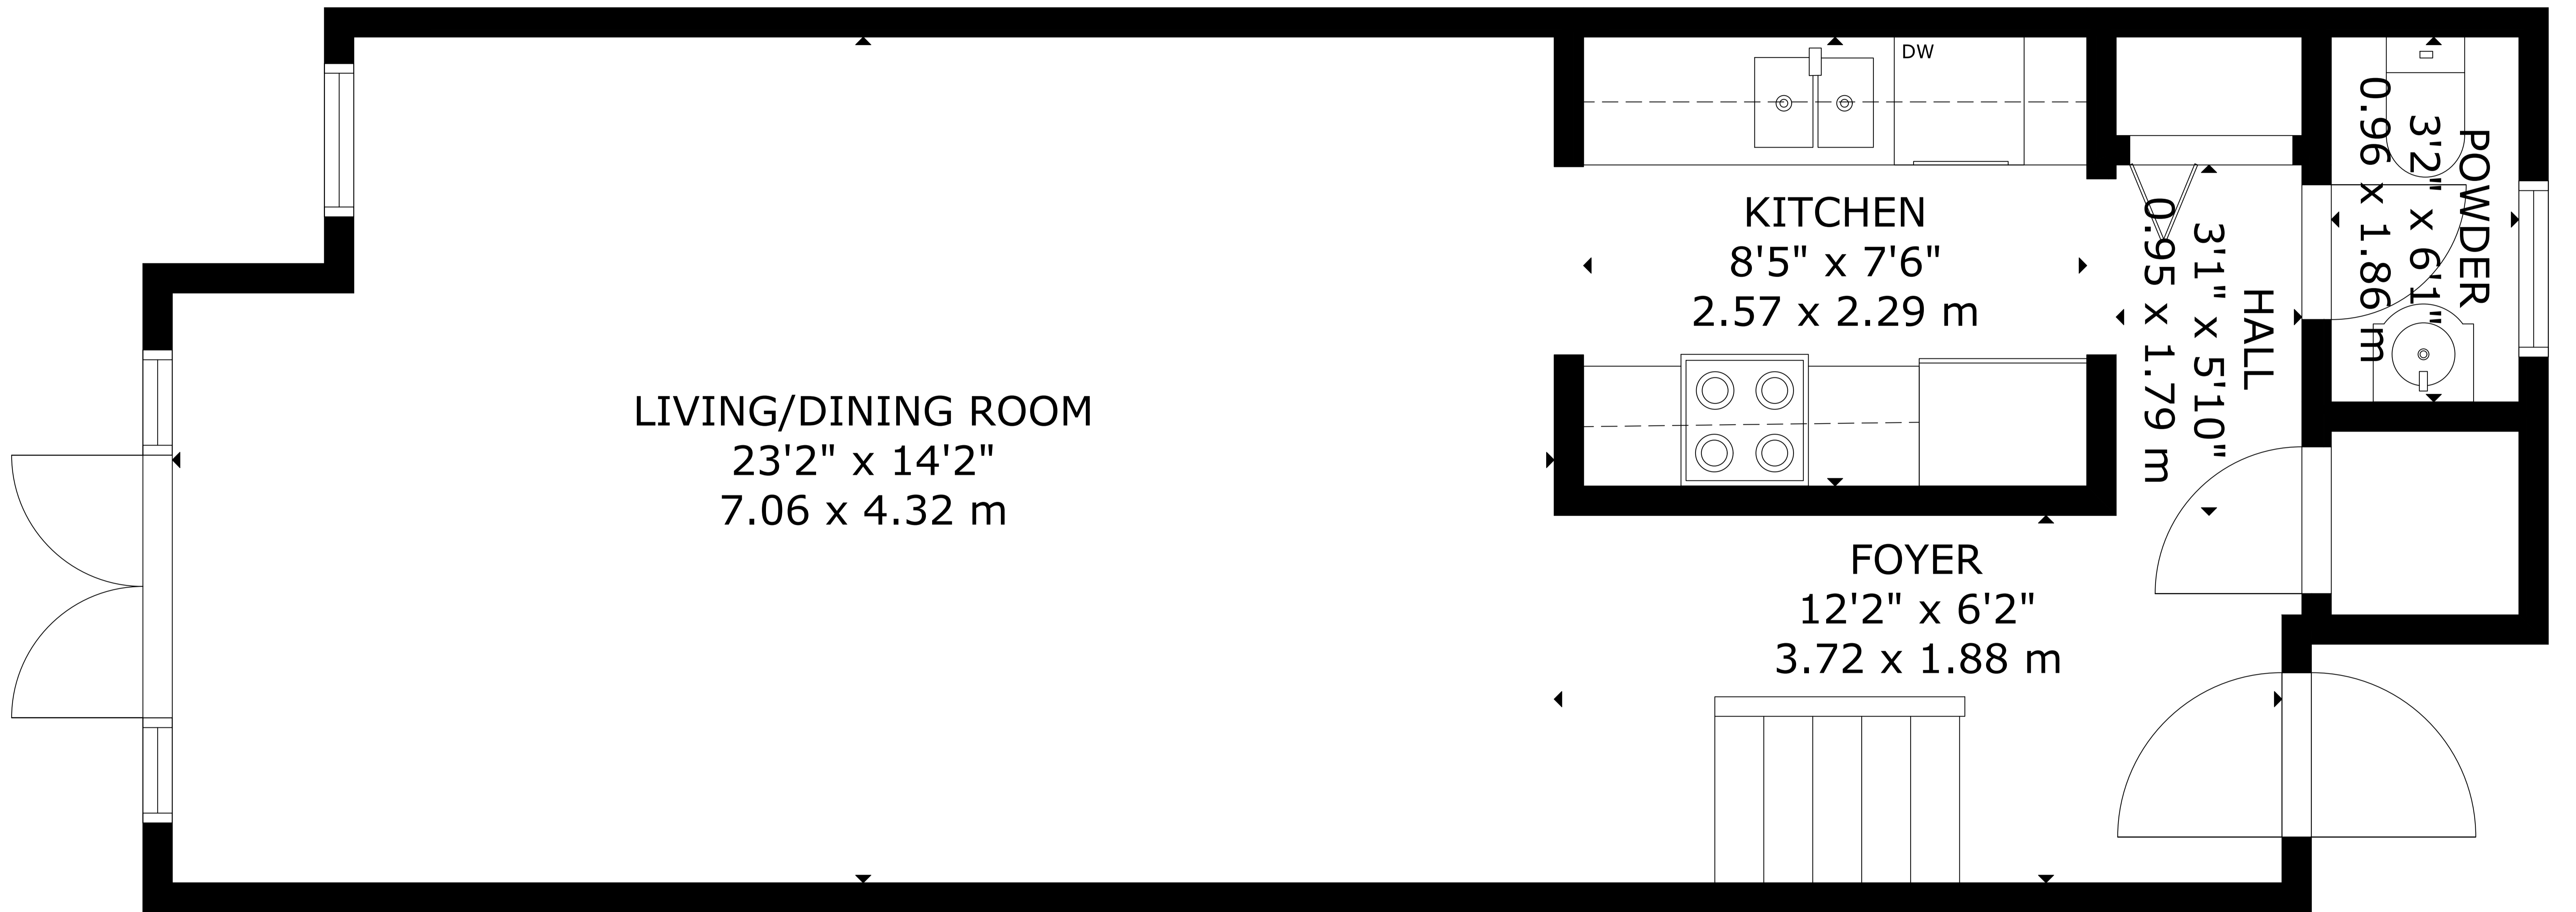 DW
KITCHEN
8'5" x 7'6"
2.57 x 2.29 m
POWDER
3'2" x 6'1"
0.96 x 1.86 m
HALL
3'1" x 5'10"
0.95 x 1.79 m
LIVING/DINING ROOM
23'2" x 14'2"
7.06 x 4.32 m
FOYER
12'2" x 6'2"
3.72 x 1.88 m